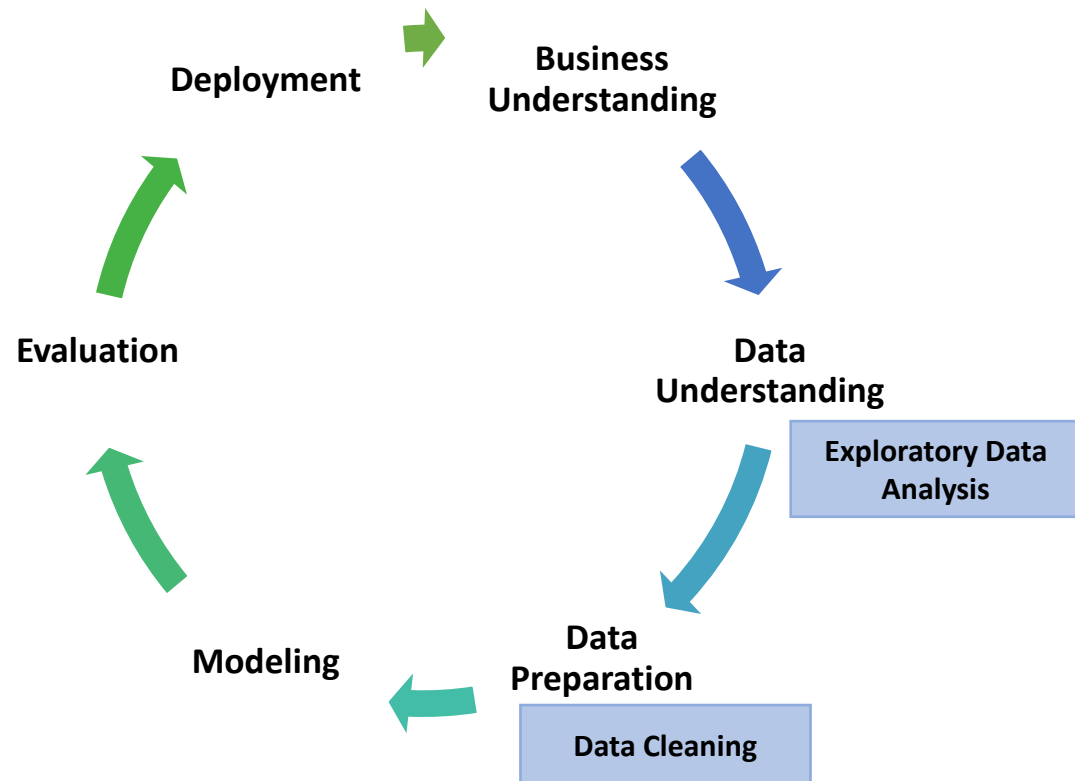 Deployment
Business
Understanding
Evaluation
Data
Understanding
Exploratory Data
Analysis
Modeling
Data
Preparation
Data Cleaning